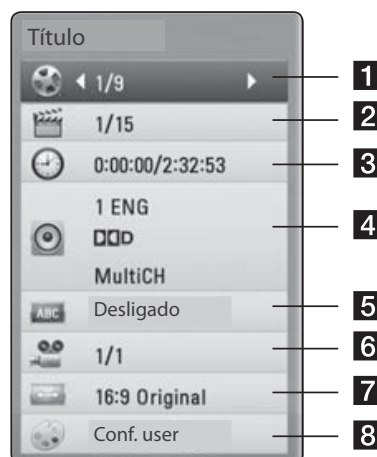 Título
1/9
1
1/15
2
0:00:00/2:32:53
3
1 ENG
DD D
MultiCH
4
ABC
Desligado
5
1/1
6
16:9 Original
7
Conf. user
8